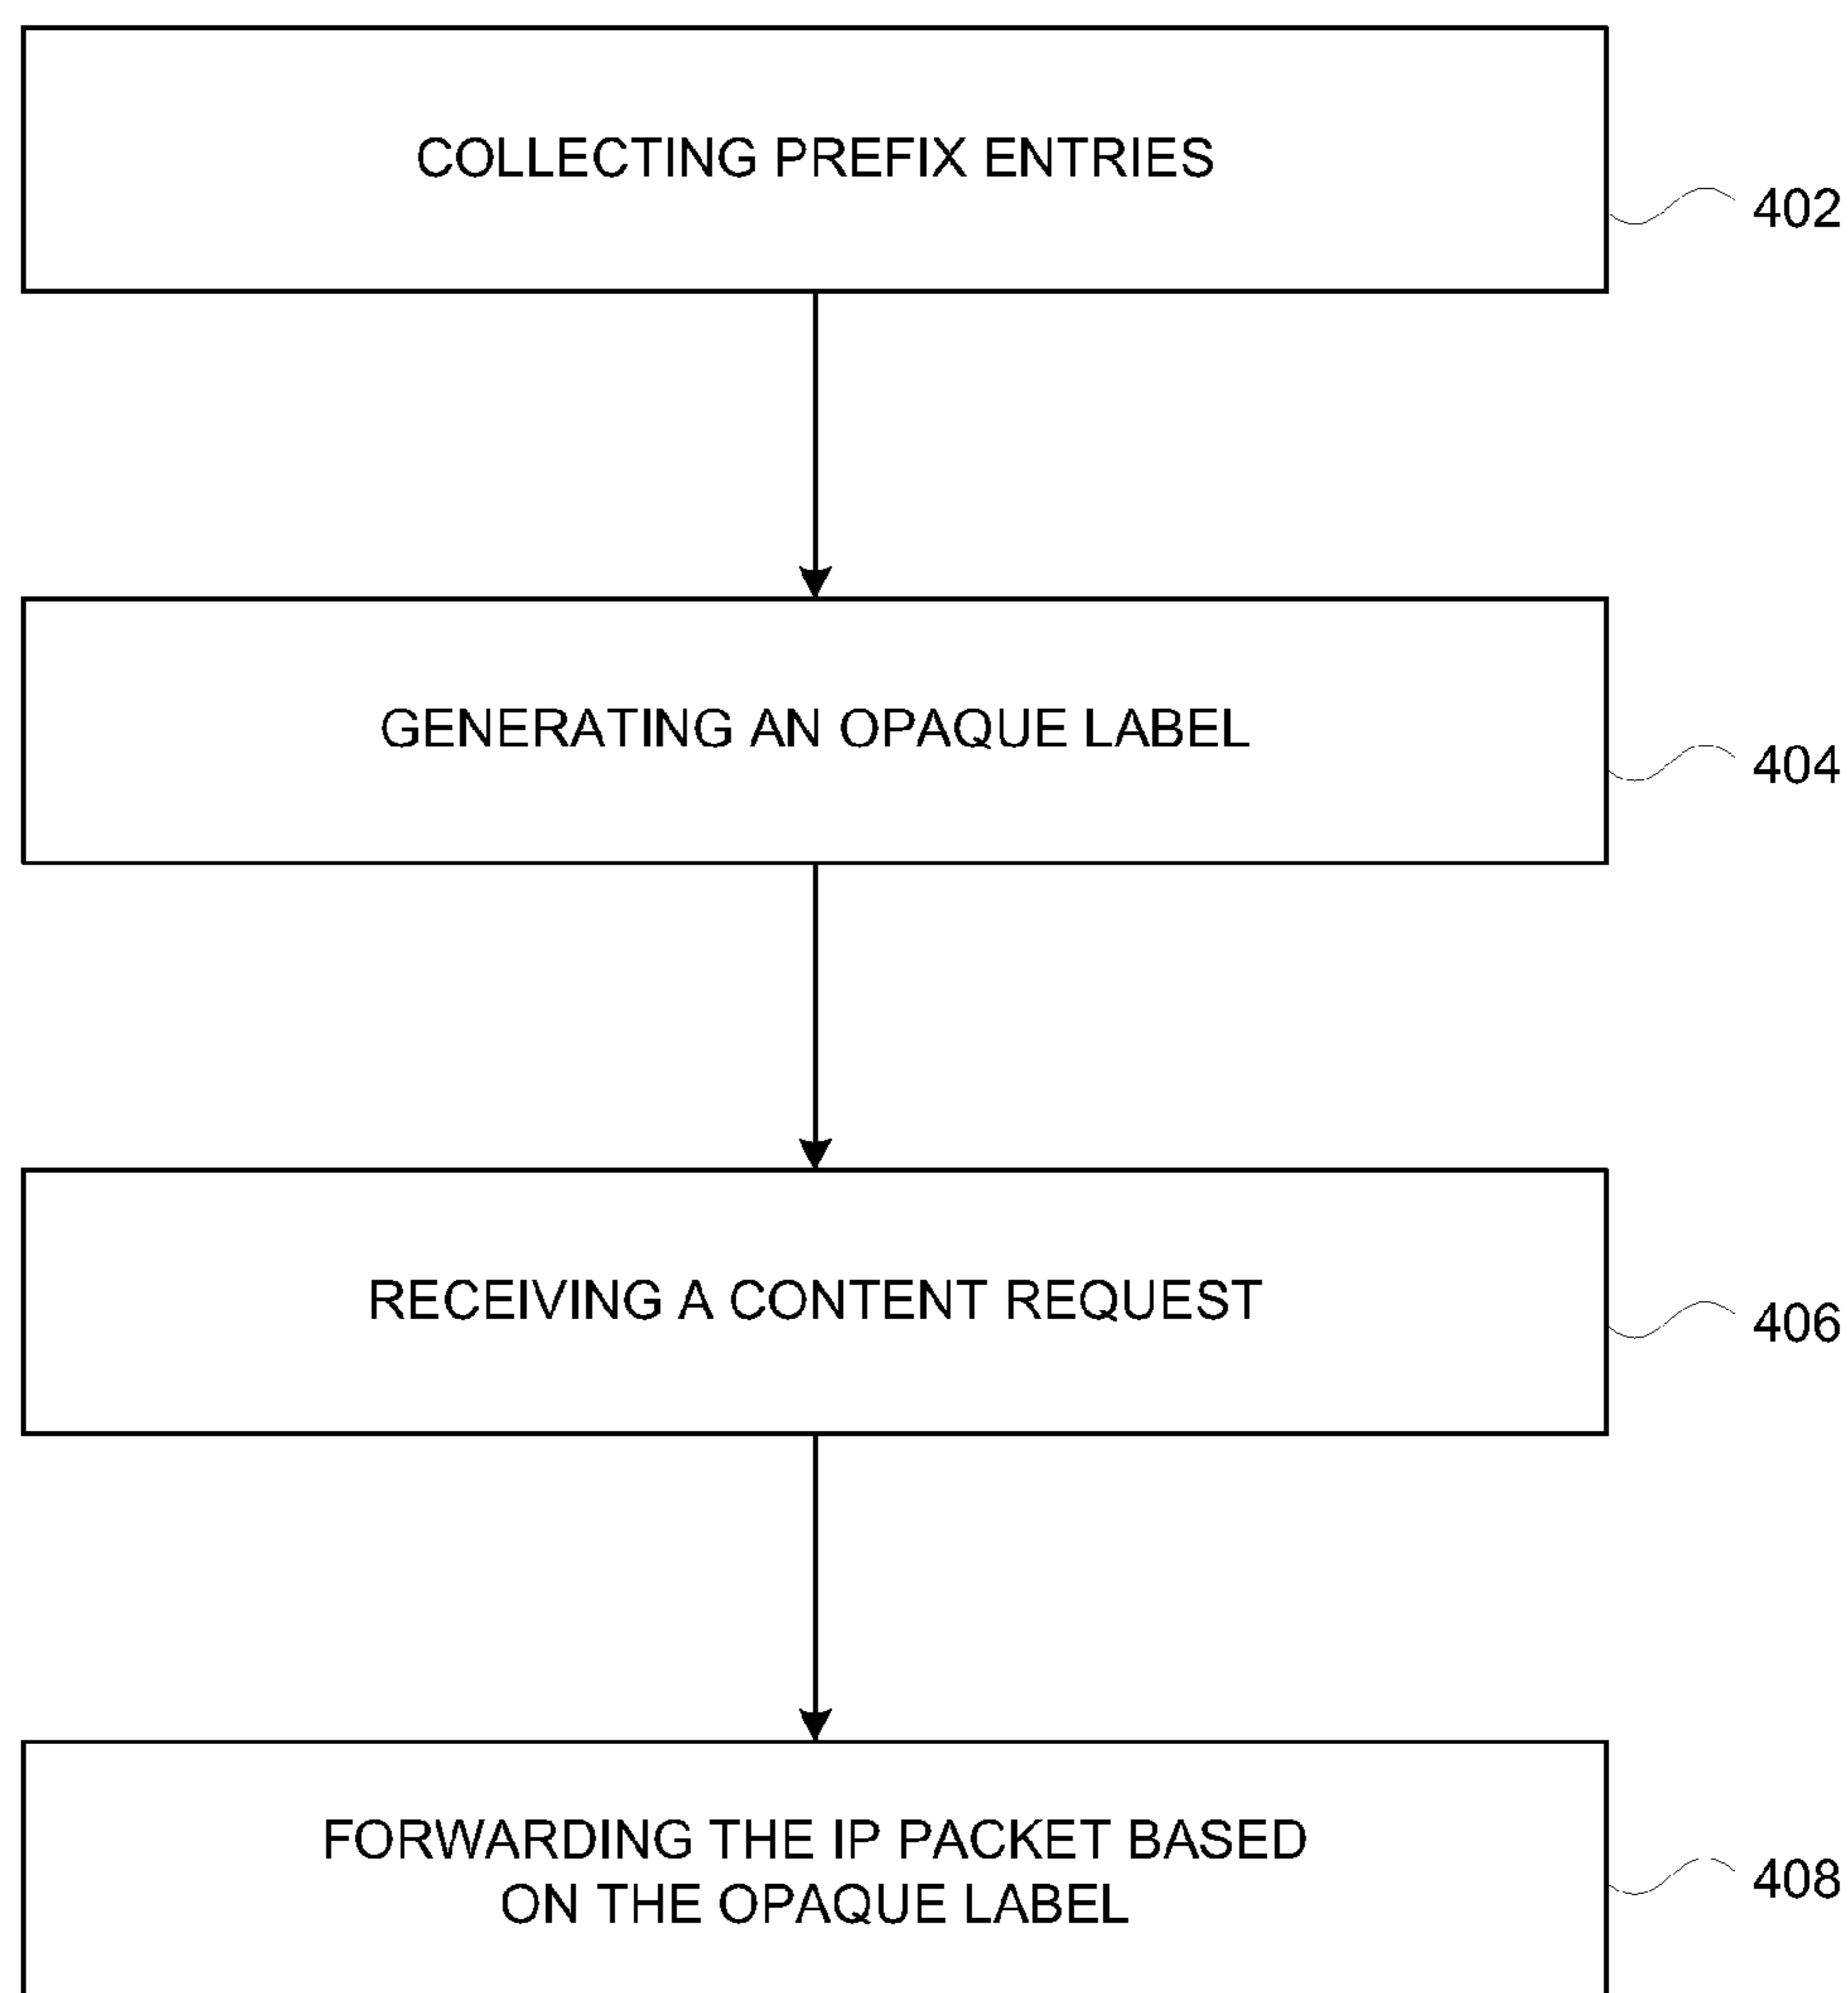 COLLECTING PREFIX ENTRIES
402
GENERATING AN OPAQUE LABEL
404
RECEIVING A CONTENT REQUEST
406
FORWARDING THE IP PACKET BASED
ON THE OPAQUE LABEL
408